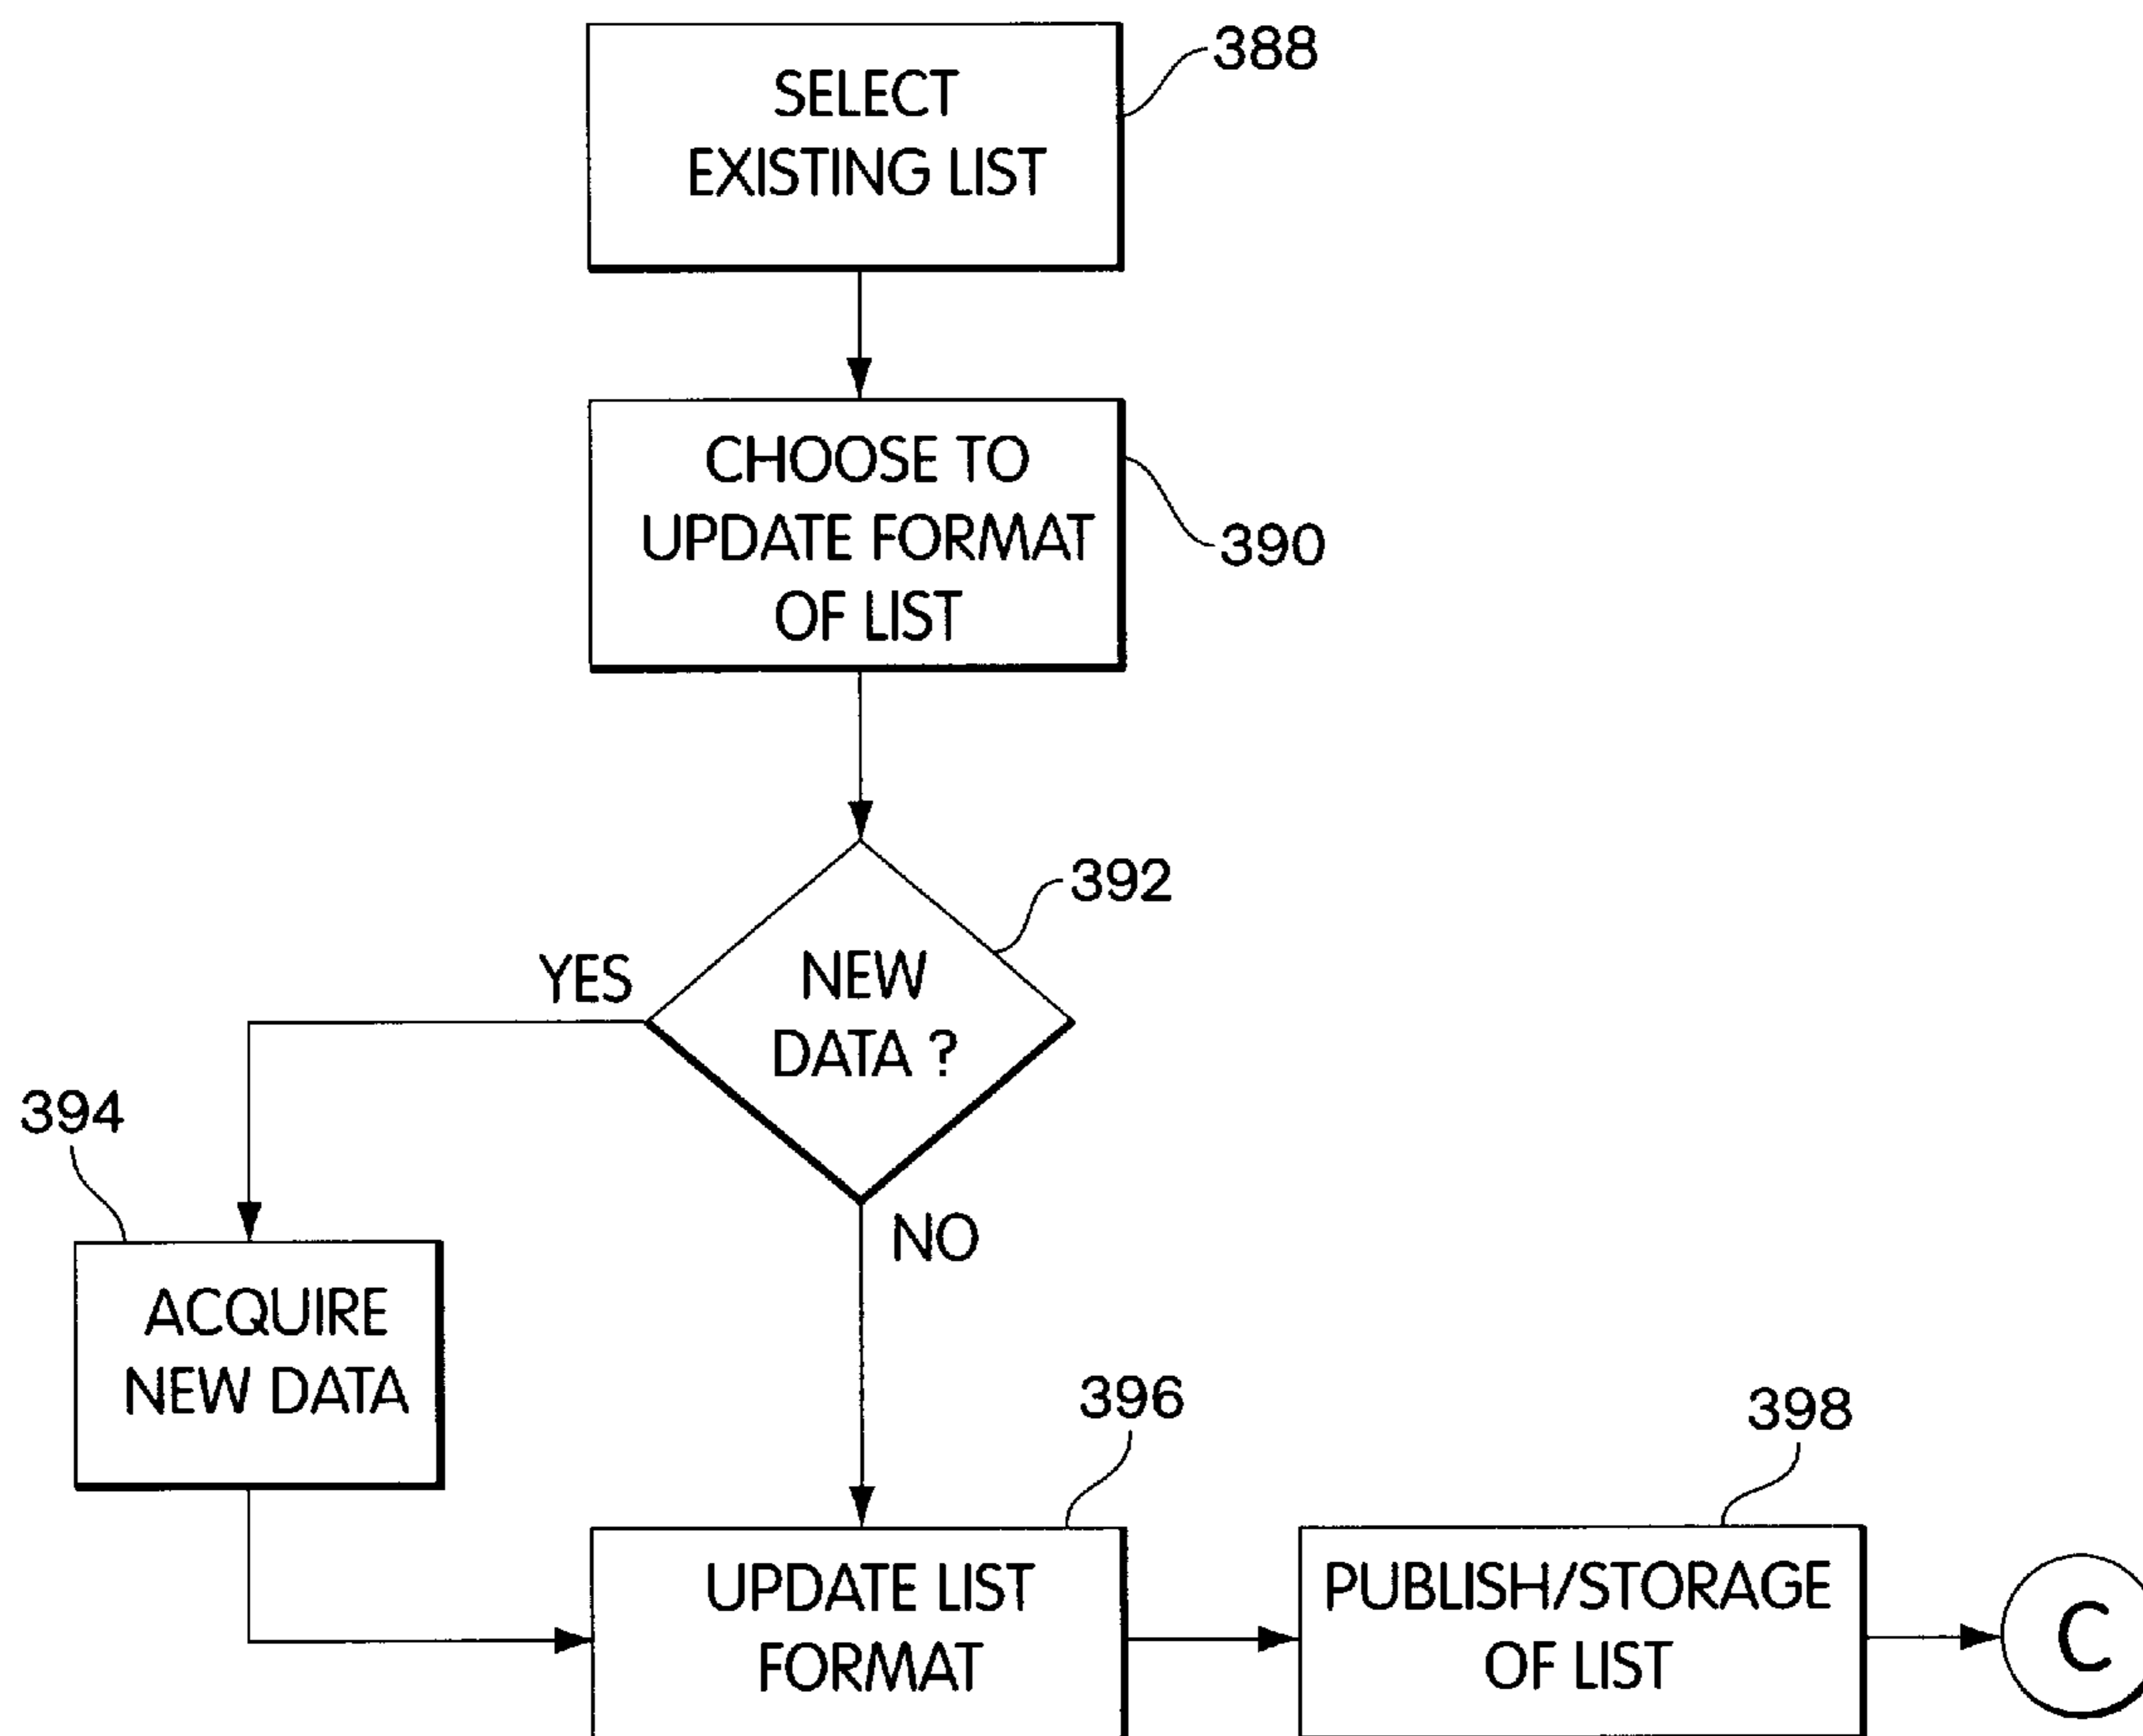 388
SELECT
EXISTING LIST
CHOOSE TO
UPDATE FORMAT
OF LIST
390
392
YES
NEW
DATA ?
394
NO
ACQUIRE
NEW DATA
396
398
UPDATE LIST
FORMAT
PUBLISH/STORAGE
OF LIST
C